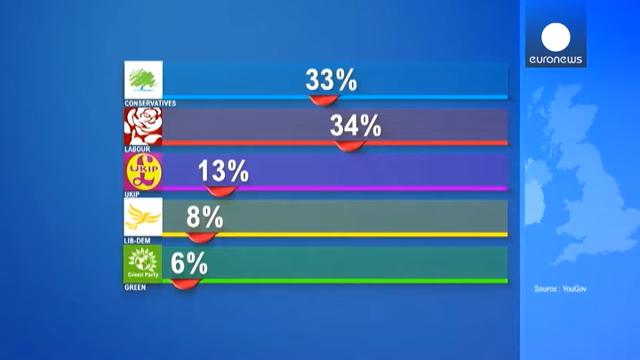 euronews
33%
CONSERVATIVES
34%
LABOUR
UKIP
13%
UKIP
8%
LIB-DEM
Green Party
6%
GREEN
Source : YouGov